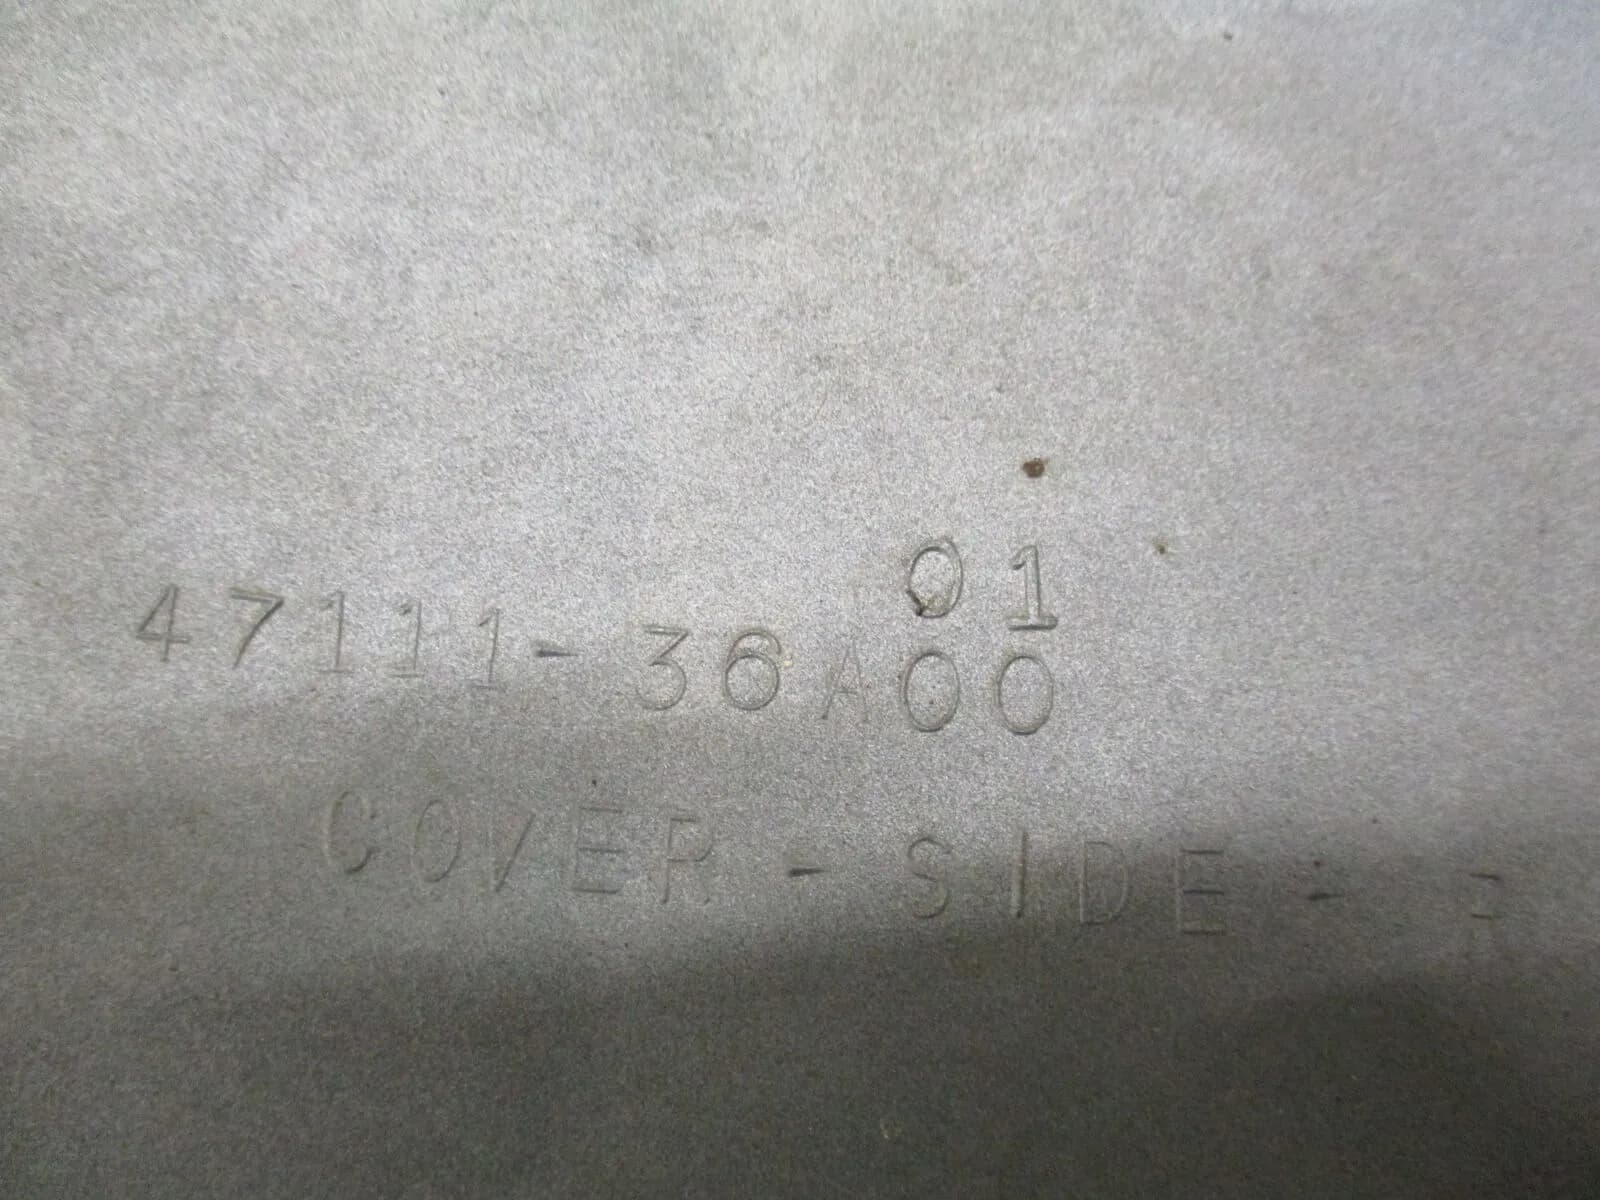 01
47111-36A00
COVER - SIDE - R